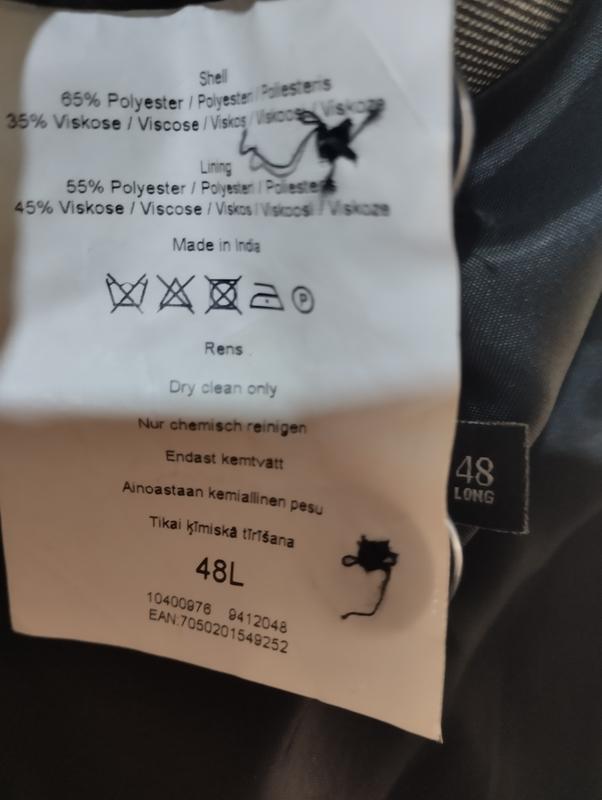 Shell
65% Polyester / Polyesteri / Poliesteris
35% Viskose / Viscose / Viskos / Viskoosi / Viskoze
Lining
55% Polyester / Polyesteri / Poliesteris
45% Viskose / Viscose / Viskos / Viskoosi / Viskoze
Made in India
P
Rens
Dry clean only
Nur chemisch reinigen
Endast kemtvätt
Ainoastaan kemiallinen pesu
Tikai ķīmiskā tīrīšana
48L
10400976 9412048
EAN:7050201549252
48
LONG